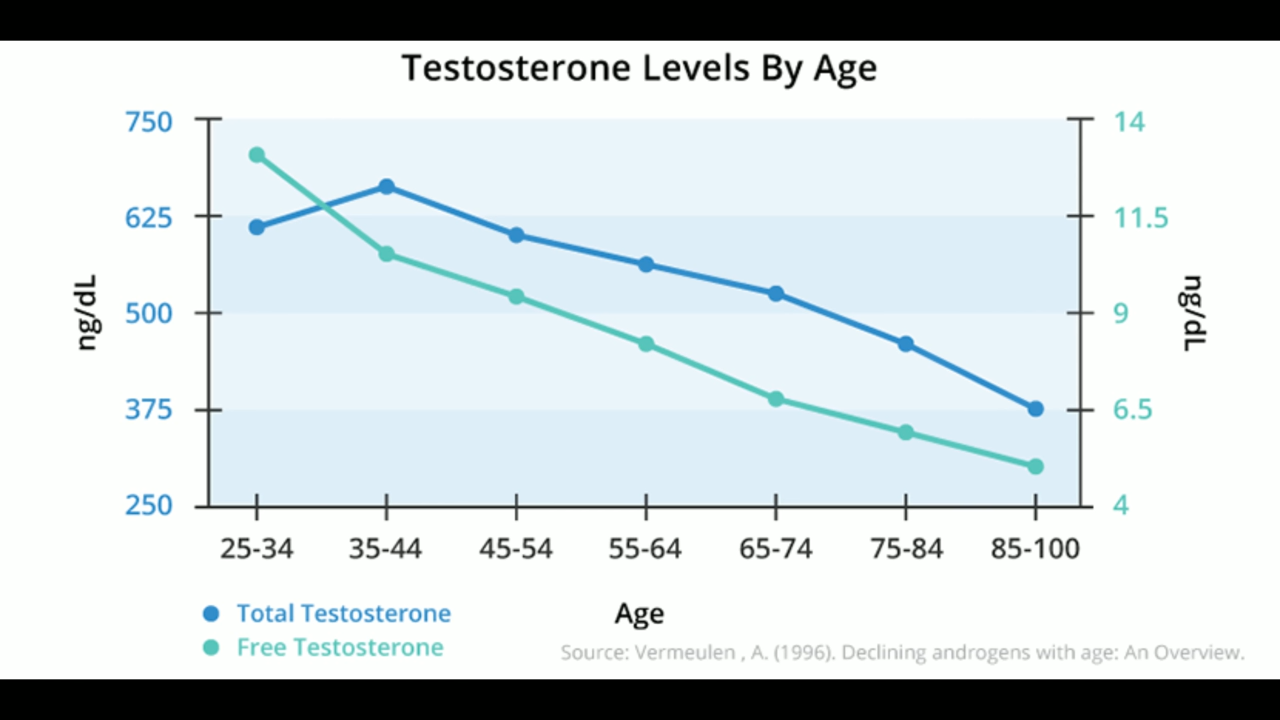 Testosterone Levels By Age
750
625
500
375
250
ng/dL
14
11.5
9
6.5
4
ng/dL
25-34 35-44 45-54 55-64 65-74 75-84 85-100
Age
Total Testosterone
Free Testosterone
Source: Vermeulen , A. (1996). Declining androgens with age: An Overview.